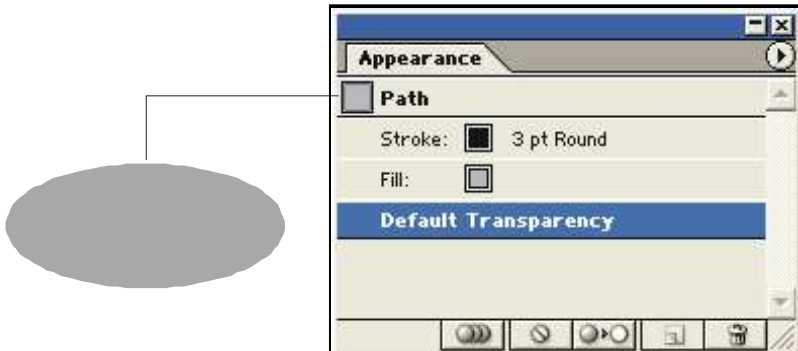 Appearance
Path
Stroke: 3 pt Round
Fill:
Default Transparency